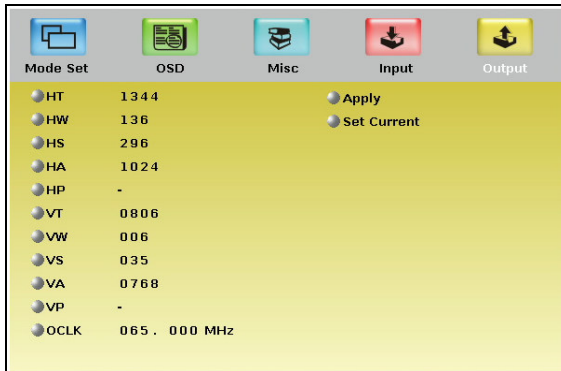 Mode Set OSD Misc Input Output
HT 1344 Apply
HW 136 Set Current
HS 296
HA 1024
HP -
VT 0806
VW 006
VS 035
VA 0768
VP -
OCLK 065. 000 MHz